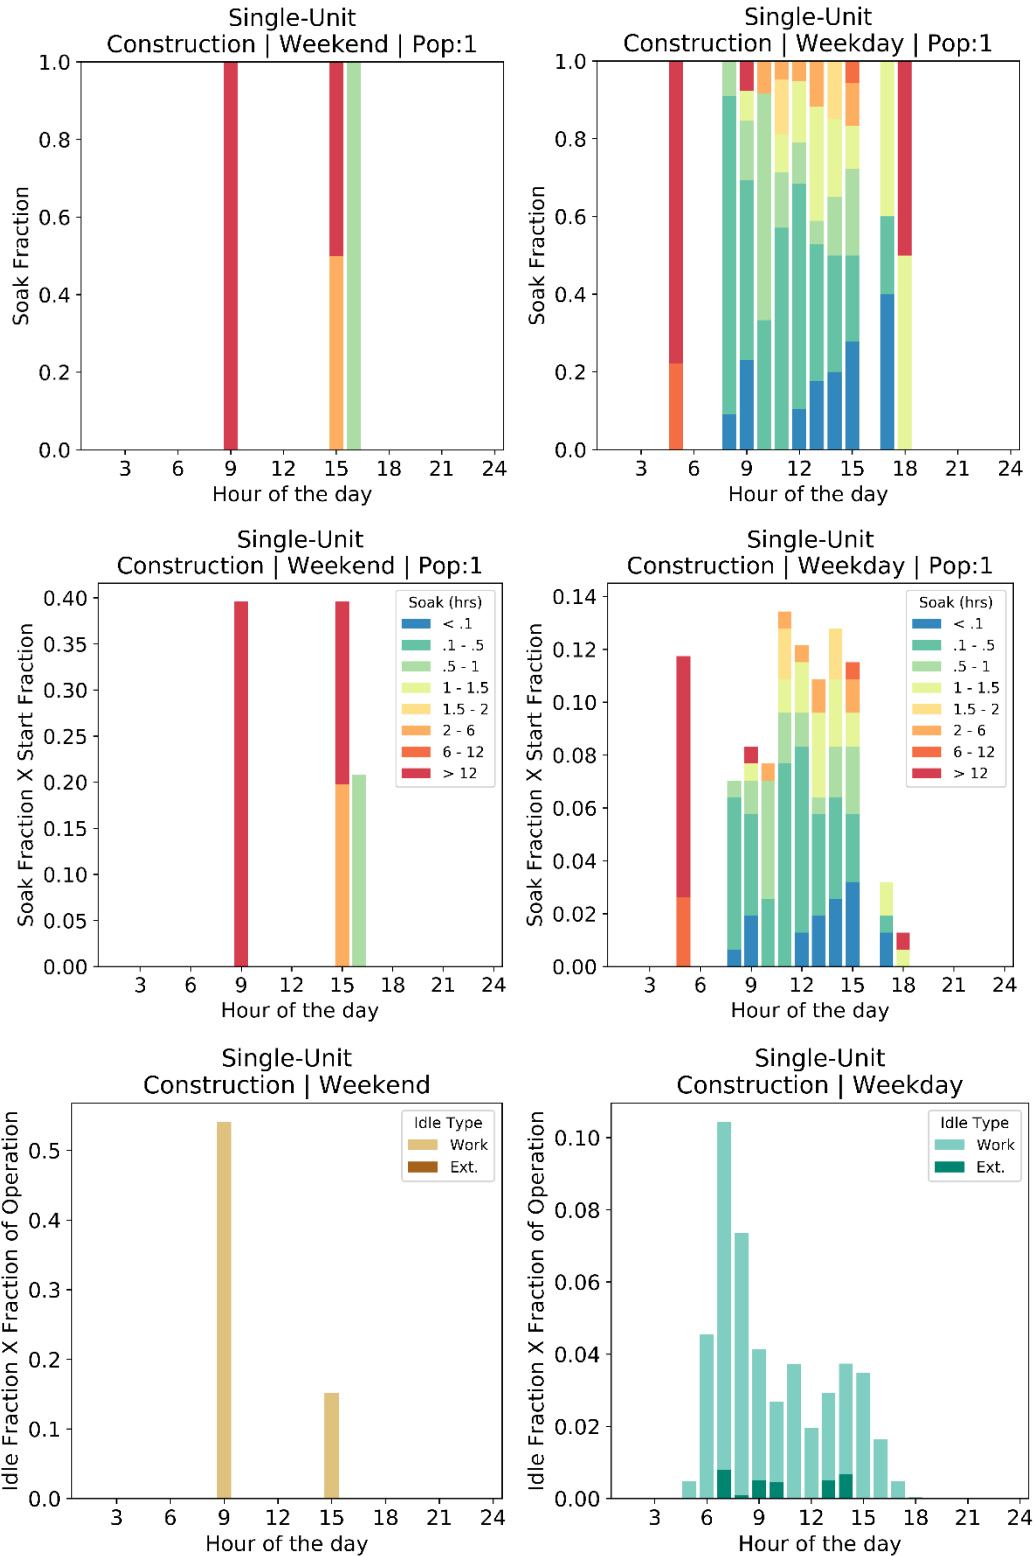 Single-Unit
Construction | Weekend | Pop:1
Soak Fraction
1.0
0.8
0.6
0.4
0.2
0.0
3 6 9 12 15 18 21 24
Hour of the day
Single-Unit
Construction | Weekday | Pop:1
Soak Fraction
1.0
0.8
0.6
0.4
0.2
0.0
3 6 9 12 15 18 21 24
Hour of the day
Single-Unit
Construction | Weekend | Pop:1
Soak Fraction X Start Fraction
0.40
0.35
0.30
0.25
0.20
0.15
0.10
0.05
0.00
Soak (hrs)
< .1
.1 - .5
.5 - 1
1 - 1.5
1.5 - 2
2 - 6
6 - 12
> 12
3 6 9 12 15 18 21 24
Hour of the day
Single-Unit
Construction | Weekday | Pop:1
Soak Fraction X Start Fraction
0.14
0.12
0.10
0.08
0.06
0.04
0.02
0.00
Soak (hrs)
< .1
.1 - .5
.5 - 1
1 - 1.5
1.5 - 2
2 - 6
6 - 12
> 12
3 6 9 12 15 18 21 24
Hour of the day
Single-Unit
Construction | Weekend
Idle Fraction X Fraction of Operation
0.5
0.4
0.3
0.2
0.1
0.0
Idle Type
Work
Ext.
3 6 9 12 15 18 21 24
Hour of the day
Single-Unit
Construction | Weekday
Idle Fraction X Fraction of Operation
0.10
0.08
0.06
0.04
0.02
0.00
Idle Type
Work
Ext.
3 6 9 12 15 18 21 24
Hour of the day